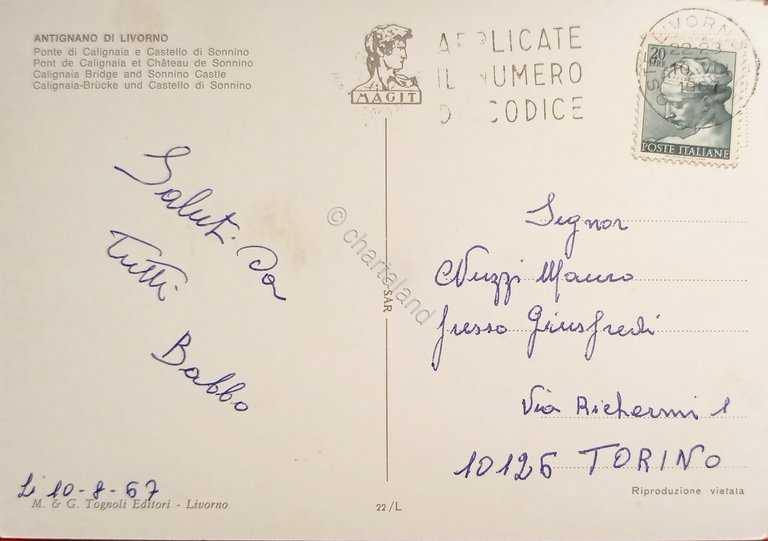 ANTIGNANO DI LIVORNO
Ponte di Calignaia e Castello di Sonnino
Pont de Calignaia et Château de Sonnino
Calignaia Bridge and Sonnino Castle
Calignaia-Brücke und Castello di Sonnino
MAGIT
APPLICATE
IL NUMERO
DI CODICE
LIVORNO
1967
20
LIRE
POSTE ITALIANE
Saluti da
Tutti
Babbo
Li 10-8-67
M. & G. Tognoli Editori - Livorno
SAR
22/L
© chartaland
Signor
Nuzzi Mauro
presso Giusfredi
Via Richermi 1
10126 TORINO
Riproduzione vietata